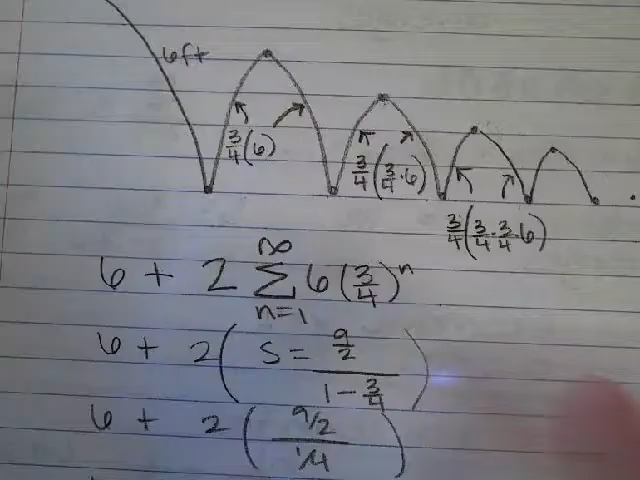 6ft
3/4(6)
3/4(3/4·6)
3/4(3/4·3/4·6)
6 + 2 ∞∑n=1 6(3/4)^n
6 + 2(S = 9/2 / 1-3/4)
6 + 2(9/2 / 1/4)